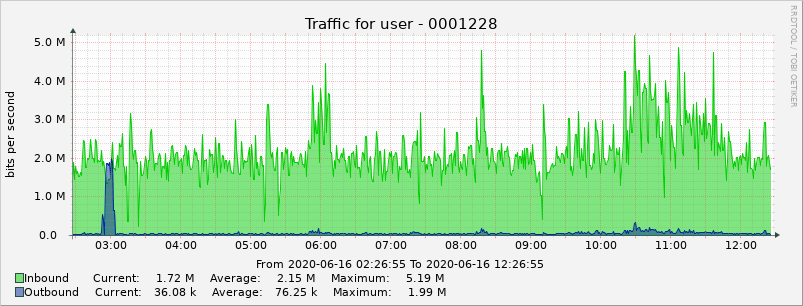 Traffic for user - 0001228
RRDTOOL / TOBI OETIKER
bits per second
5.0 M
4.0 M
3.0 M
2.0 M
1.0 M
0.0
03:00 04:00 05:00 06:00 07:00 08:00 09:00 10:00 11:00 12:00
From 2020-06-16 02:26:55 To 2020-06-16 12:26:55
Inbound Current: 1.72 M Average: 2.15 M Maximum: 5.19 M
Outbound Current: 36.08 k Average: 76.25 k Maximum: 1.99 M